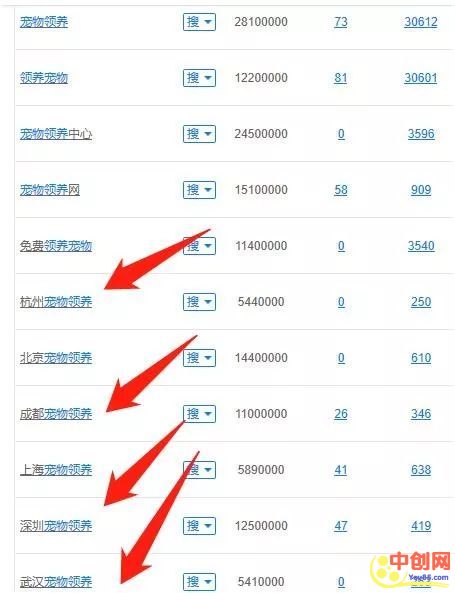 宠物领养 搜 28100000 73 30612
领养宠物 搜 12200000 81 30601
宠物领养中心 搜 24500000 0 3596
宠物领养网 搜 15100000 58 909
免费领养宠物 搜 11400000 0 3540
杭州宠物领养 搜 5440000 0 250
北京宠物领养 搜 14400000 0 610
成都宠物领养 搜 11000000 26 346
上海宠物领养 搜 5890000 41 638
深圳宠物领养 搜 12500000 47 419
武汉宠物领养 搜 5410000 0
中创网